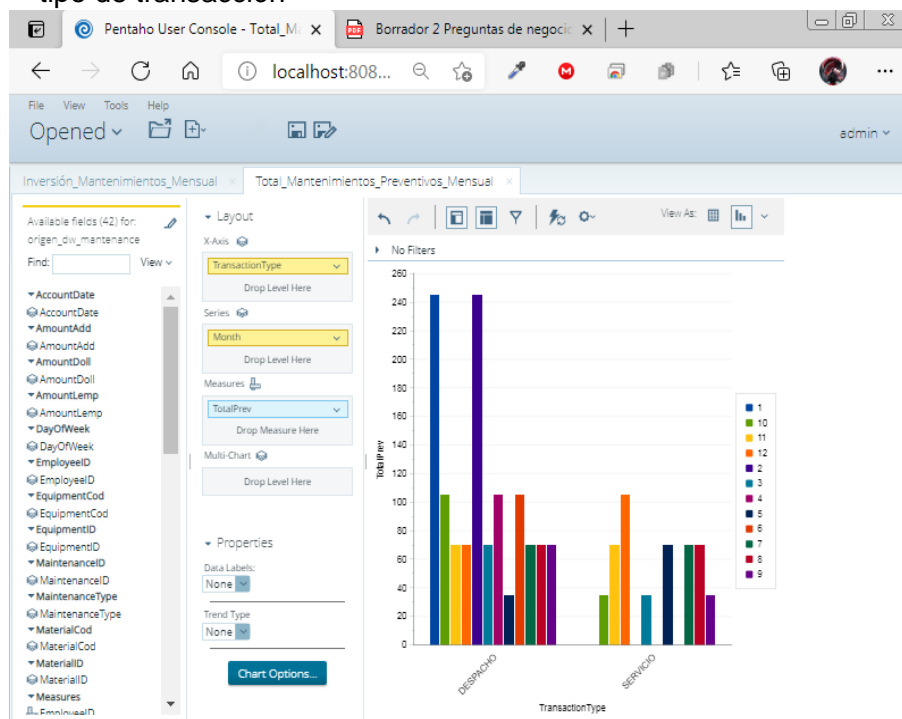 tipo de transacción
Pentaho User Console - Total_M
PDF
Borrador 2 Preguntas de negoci
localhost:808...
File View Tools Help
Opened
admin
Inversión_Mantenimientos_Mensual ×
Total_Mantenimientos_Preventivos_Mensual ×
Available fields (42) for:
origen_dw_mantenance
Find:
View
AccountDate
AccountDate
AmountAdd
AmountAdd
AmountDoll
AmountDoll
AmountLemp
AmountLemp
DayOfWeek
DayOfWeek
EmployeeID
EmployeeID
EquipmentCod
EquipmentCod
EquipmentID
EquipmentID
MaintenanceID
MaintenanceID
MaintenanceType
MaintenanceType
MaterialCod
MaterialCod
MaterialID
MaterialID
Measures
EmployeeID
Layout
X-Axis
TransactionType
Drop Level Here
Series
Month
Drop Level Here
Measures
TotalPrev
Drop Measure Here
Multi-Chart
Drop Level Here
Properties
Data Labels:
None
Trend Type
None
Chart Options...
View As:
No Filters
260
240
220
200
180
160
140
120
100
80
60
40
20
0
TotalPrev
DESPACHO
SERVICIO
TransactionType
1
10
11
12
2
3
4
5
6
7
8
9